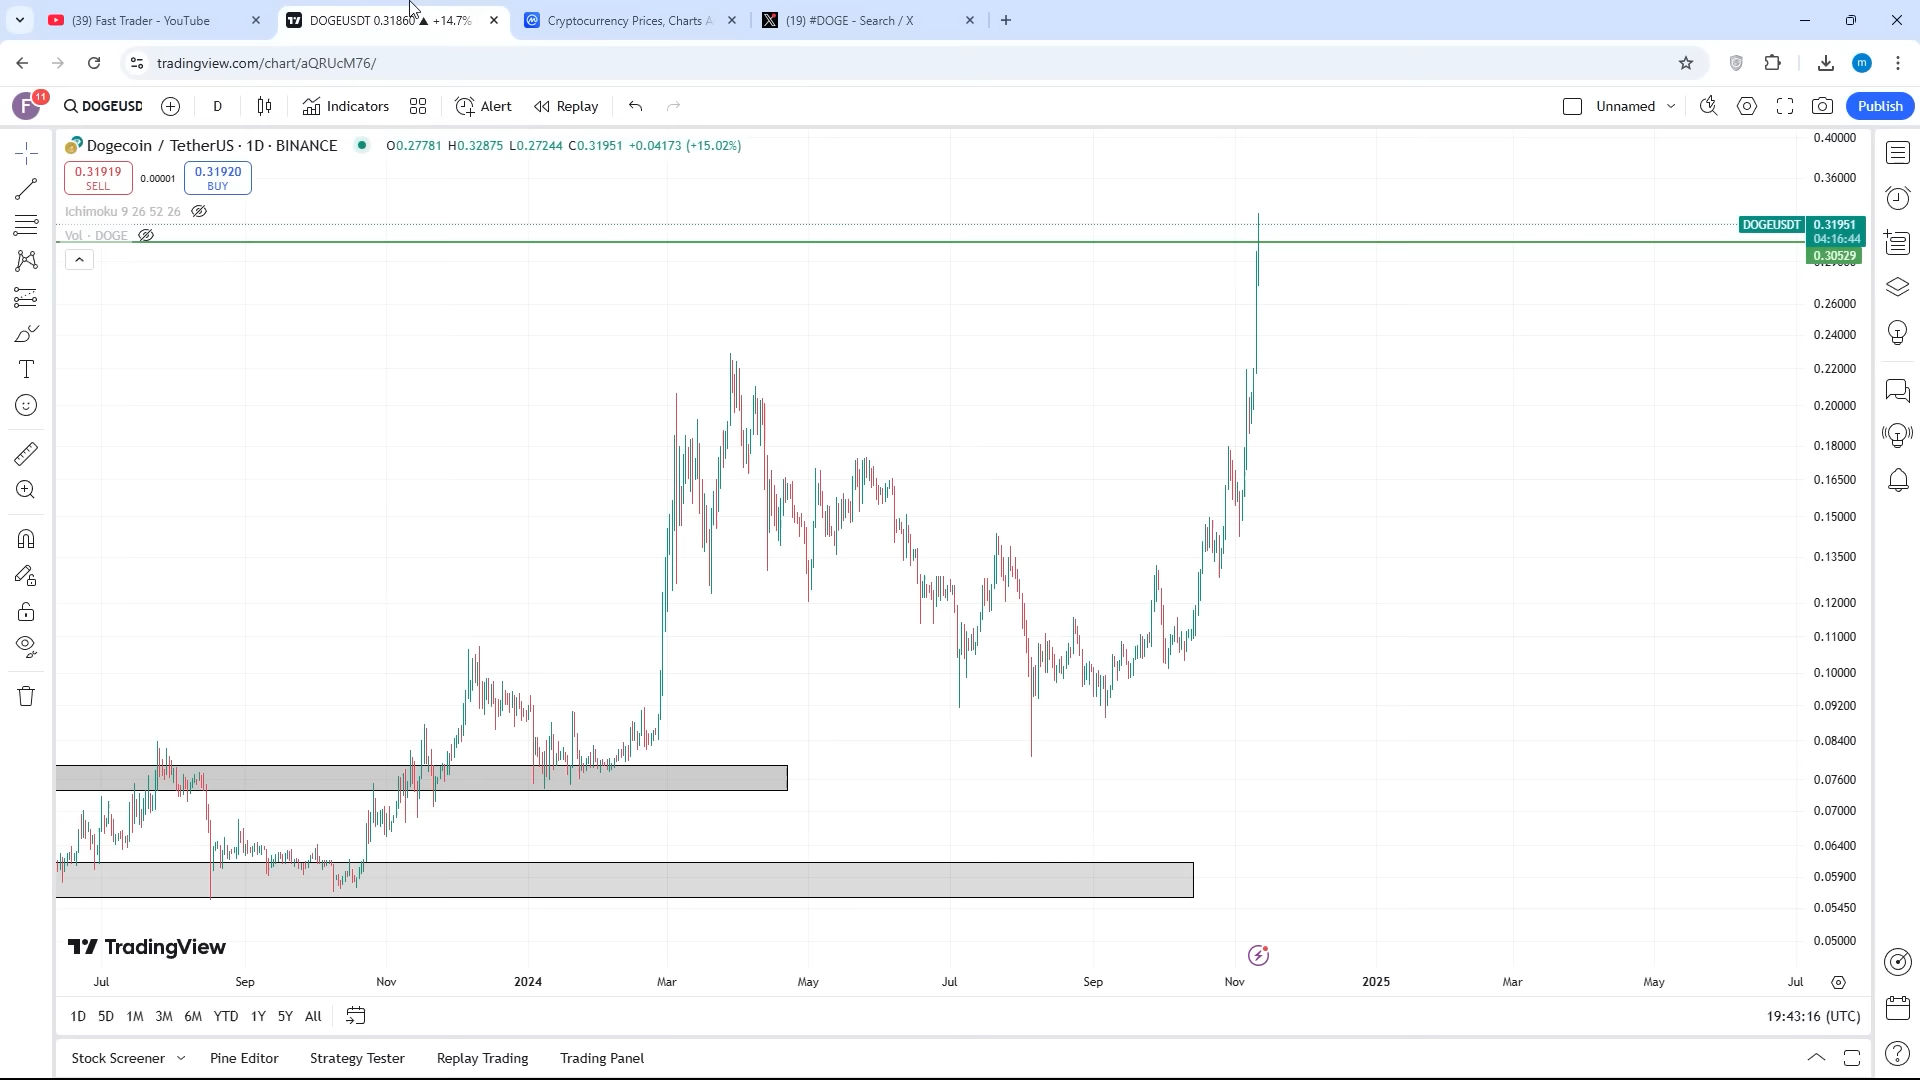 (39) Fast Trader - YouTube
DOGEUSDT 0.31860 ▲ +14.7%
Cryptocurrency Prices, Charts A
(19) #DOGE - Search / X
tradingview.com/chart/aQRUcM76/
m
F
11
DOGEUSD
D
Indicators
Alert
Replay
Unnamed
Publish
Dogecoin / TetherUS · 1D · BINANCE
O0.27781 H0.32875 L0.27244 C0.31951 +0.04173 (+15.02%)
0.31919
SELL
0.00001
0.31920
BUY
Ichimoku 9 26 52 26
Vol · DOGE
0.40000
0.36000
DOGEUSDT
0.31951
04:16:44
0.30529
0.26000
0.24000
0.22000
0.20000
0.18000
0.16500
0.15000
0.13500
0.12000
0.11000
0.10000
0.09200
0.08400
0.07600
0.07000
0.06400
0.05900
0.05450
0.05000
TradingView
Jul
Sep
Nov
2024
Mar
May
Jul
Sep
Nov
2025
Mar
May
Jul
1D
5D
1M
3M
6M
YTD
1Y
5Y
All
19:43:16 (UTC)
Stock Screener
Pine Editor
Strategy Tester
Replay Trading
Trading Panel